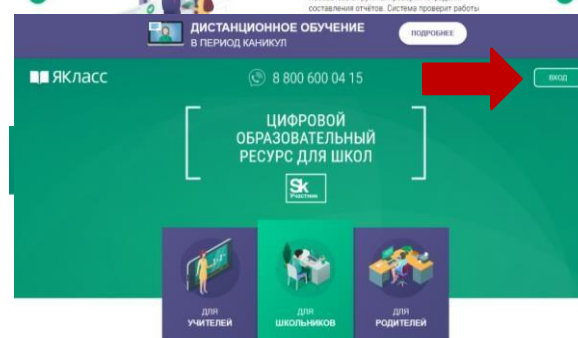 составления отчётов. Система проверит работы
ДИСТАНЦИОННОЕ ОБУЧЕНИЕ
В ПЕРИОД КАНИКУЛ
ПОДРОБНЕЕ
ЯКласс
8 800 600 04 15
ВХОД
ЦИФРОВОЙ
ОБРАЗОВАТЕЛЬНЫЙ
РЕСУРС ДЛЯ ШКОЛ
Sk
Участник
ДЛЯ
УЧИТЕЛЕЙ
ДЛЯ
ШКОЛЬНИКОВ
ДЛЯ
РОДИТЕЛЕЙ